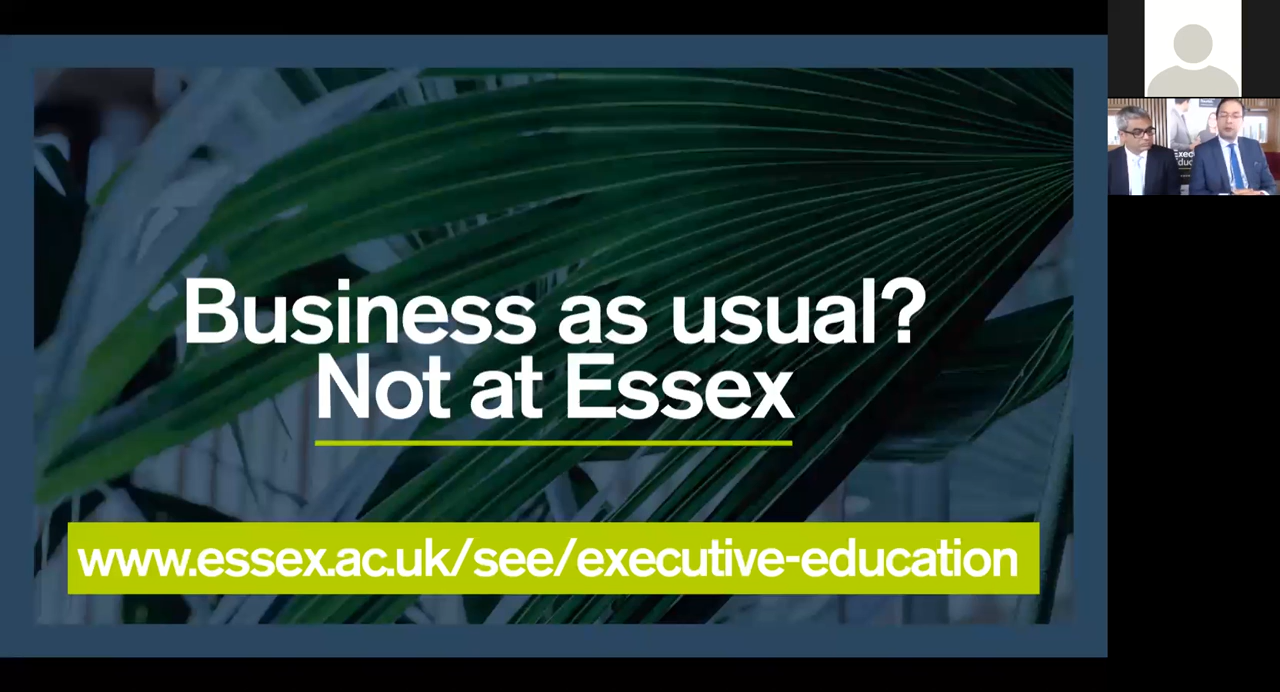 Business as usual?
Not at Essex
www.essex.ac.uk/see/executive-education